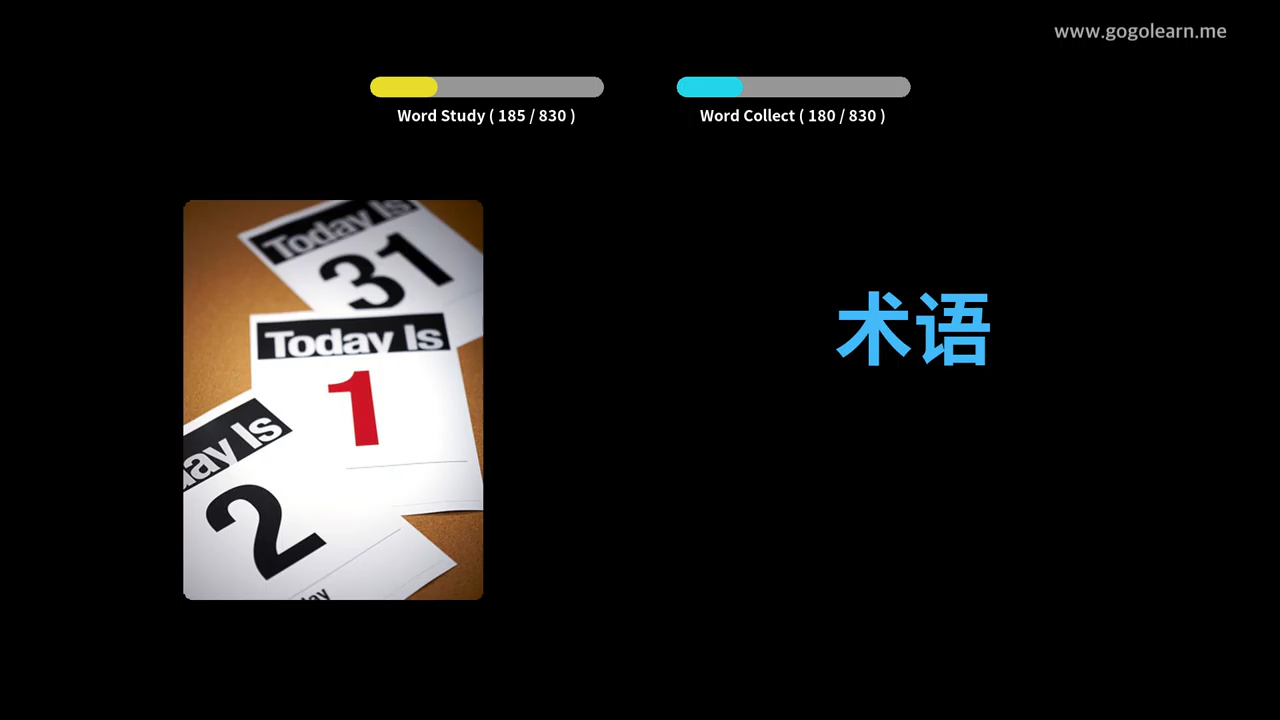 www.gogolearn.me
Word Study ( 185 / 830 )
Word Collect ( 180 / 830 )
Today Is
31
Today Is
1
ay Is
2
ay
术语